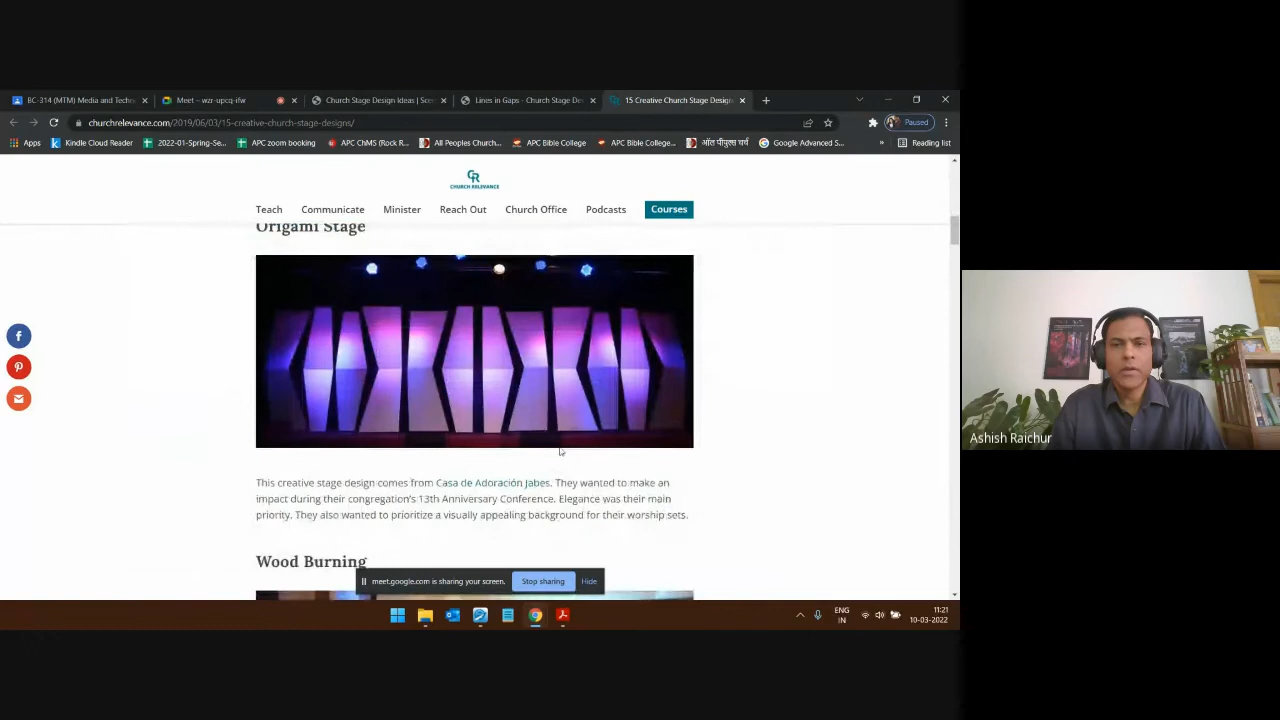 BC-314 (MTM) Media and Techn
Meet – wzr-upcq-ifw
Church Stage Design Ideas | Sce
Lines in Gaps - Church Stage De
15 Creative Church Stage Design
churchrelevance.com/2019/06/03/15-creative-church-stage-designs/
Paused
Apps
Kindle Cloud Reader
2022-01-Spring-Se...
APC zoom booking
APC ChMS (Rock R...
All Peoples Church...
APC Bible College
APC Bible College...
ऑल पीपुल्स चर्च
Google Advanced S...
»
Reading list
CR
CHURCH RELEVANCE
Teach
Communicate
Minister
Reach Out
Church Office
Podcasts
Courses
Origami Stage
This creative stage design comes from Casa de Adoración Jabes. They wanted to make an
impact during their congregation's 13th Anniversary Conference. Elegance was their main
priority. They also wanted to prioritize a visually appealing background for their worship sets.
Wood Burning
meet.google.com is sharing your screen.
Stop sharing
Hide
ENG
IN
11:21
10-03-2022
Ashish Raichur